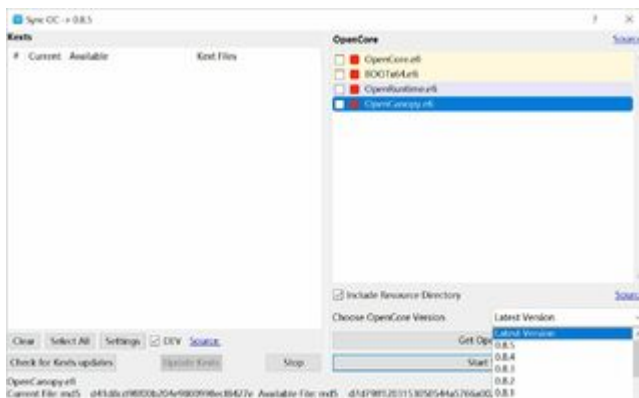 Sync OC -> 0.8.5
Kexts
# Current Available Kext Files
OpenCore
Source
OpenCore.efi
BOOTx64.efi
OpenRuntime.efi
OpenCanopy.efi
Include Resource Directory
Source
Choose OpenCore Version
Latest Version
Latest Version
0.8.5
0.8.4
0.8.3
0.8.2
0.8.1
Clear Select All Settings DEV Source
Get Op
Check for Kexts updates Update Kexts Stop
Start
OpenCanopy.efi
Current File: md5 Available File: md5